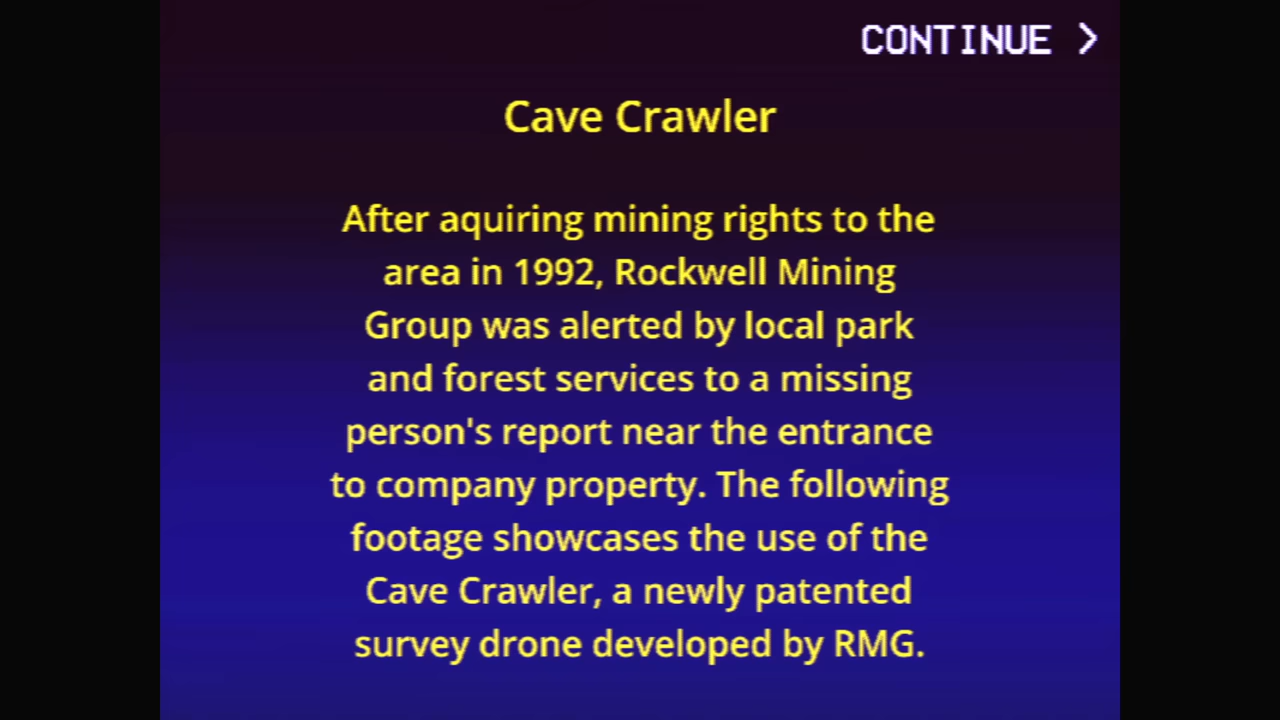 CONTINUE >
Cave Crawler
After aquiring mining rights to the
area in 1992, Rockwell Mining
Group was alerted by local park
and forest services to a missing
person's report near the entrance
to company property. The following
footage showcases the use of the
Cave Crawler, a newly patented
survey drone developed by RMG.